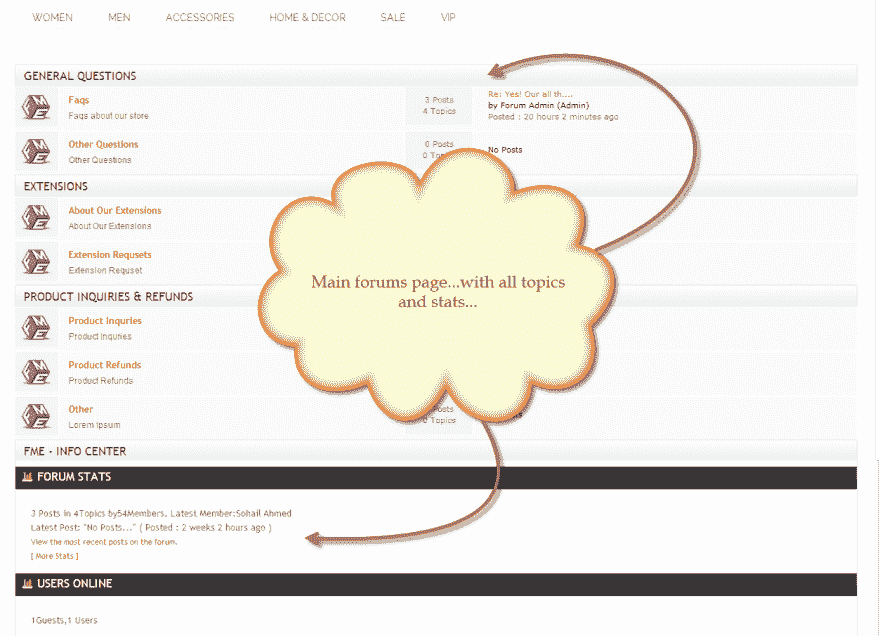 WOMEN MEN ACCESSORIES HOME & DECOR SALE VIP
GENERAL QUESTIONS
Faqs
Faqs about our store
3 Posts
4 Topics
Re: Yes! Our all th....
by Forum Admin (Admin)
Posted : 20 hours 2 minutes ago
Other Questions
Other Questions
0 Posts
0
No Posts
EXTENSIONS
About Our Extensions
About Our Extensions
Extension Requsets
Extension Requset
Main forums page...with all topics
and stats...
PRODUCT INQUIRIES & REFUNDS
Product Inquries
Product Inquries
Product Refunds
Product Refunds
Other
Lorem Ipsum
Posts
0 Topics
FME - INFO CENTER
FORUM STATS
3 Posts in 4Topics by54Members. Latest Member:Sohail Ahmed
Latest Post: "No Posts..." ( Posted : 2 weeks 2 hours ago )
View the most recent posts on the forum.
[ More Stats ]
USERS ONLINE
1Guests,1 Users